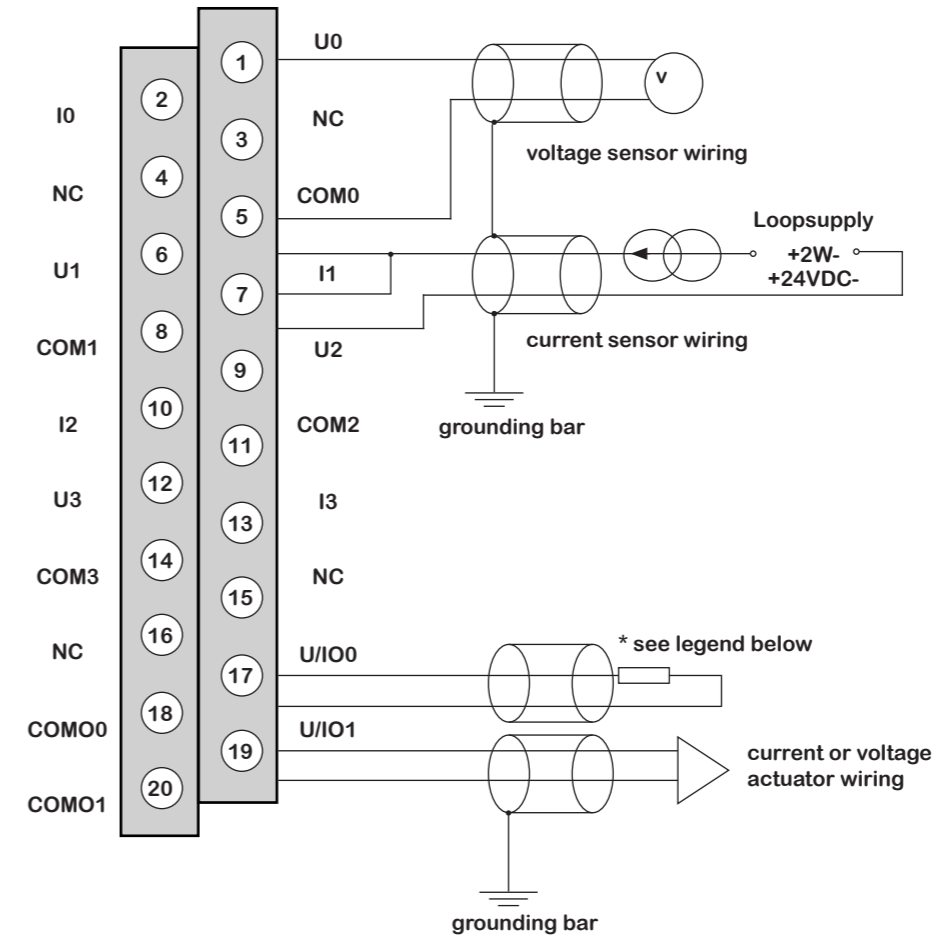 U0
1
I0
2
NC
3
voltage sensor wiring
NC
4
COM0
5
Loopsupply
U1
6
I1
7
+2W-
+24VDC-
COM1
8
U2
9
current sensor wiring
I2
10
COM2
11
grounding bar
U3
12
I3
13
COM3
14
NC
15
NC
16
U/IO0
17
* see legend below
COMO0
18
U/IO1
19
current or voltage
actuator wiring
COMO1
20
grounding bar
v